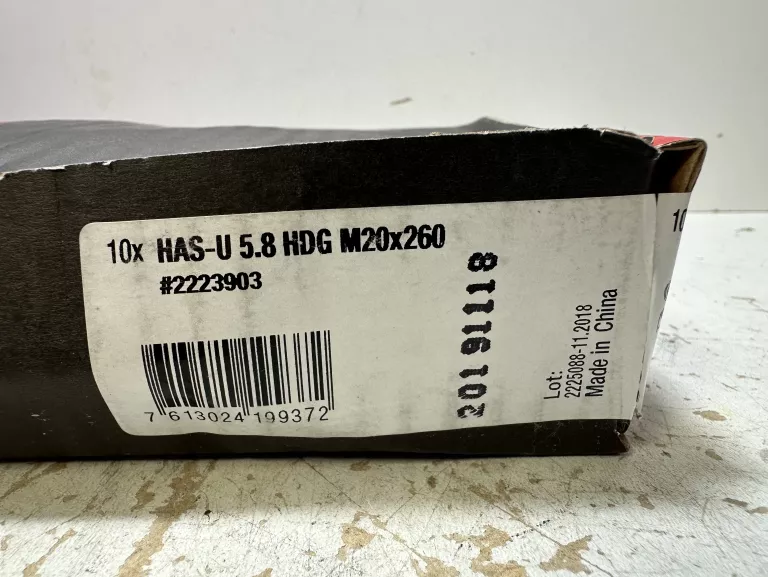 10x HAS-U 5.8 HDG M20x260
#2223903
7 613024 199372
20191118
Lot:
2225088-11.2018
Made in China
10